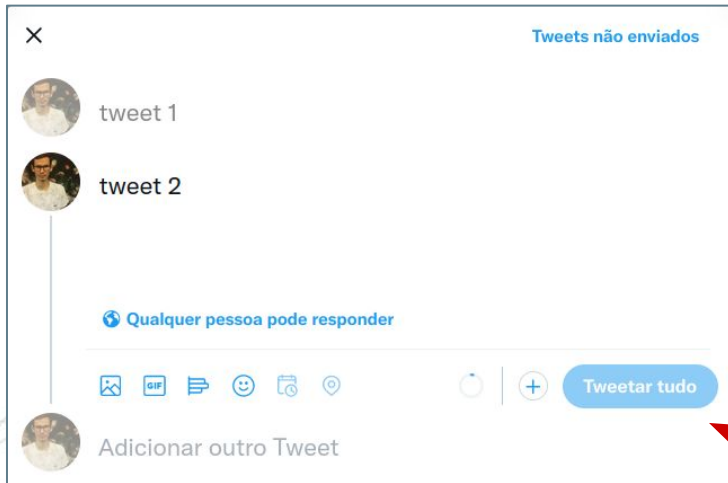 Tweets não enviados
tweet 1
tweet 2
Qualquer pessoa pode responder
GIF
Tweetar tudo
Adicionar outro Tweet